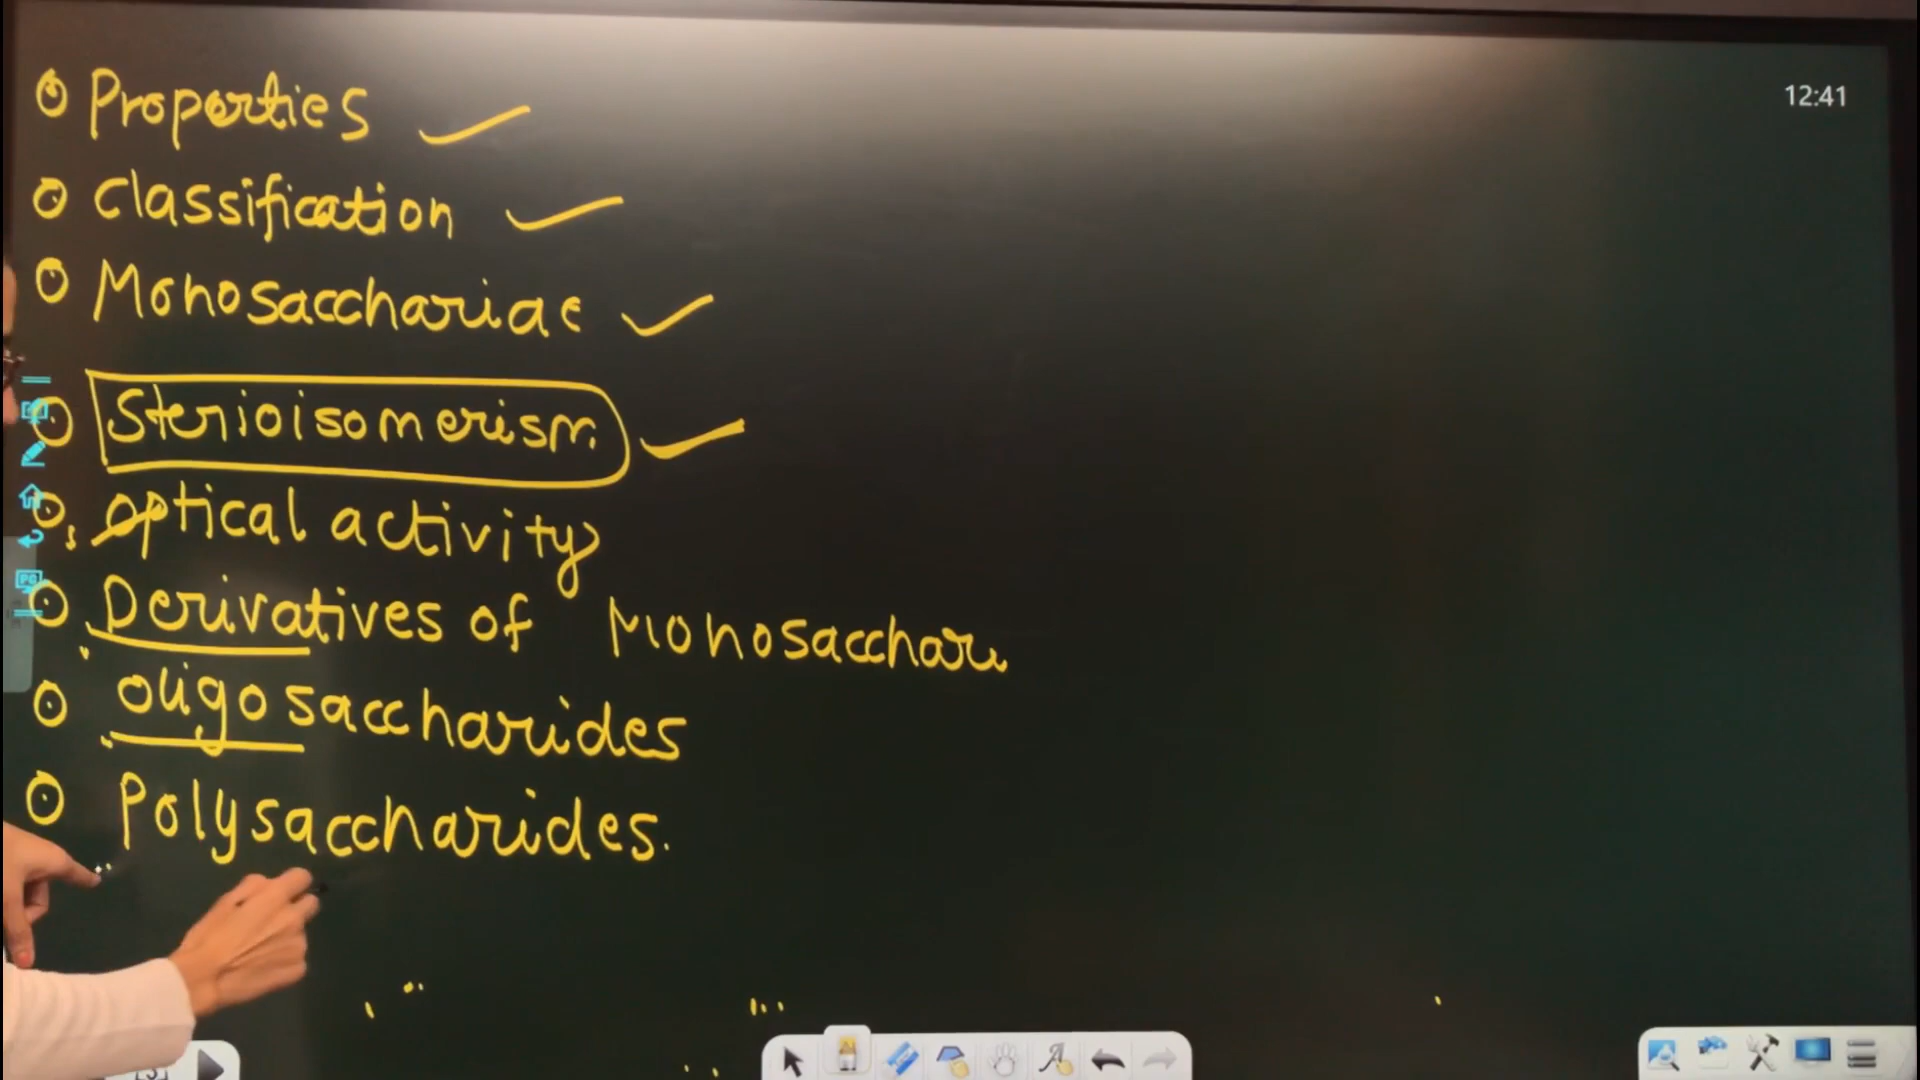 12:41
Properties
Classification
Monosaccharide
Sterioisomerism
optical activity
Derivatives of Monosacchari
oligosaccharides
Polysaccharides.